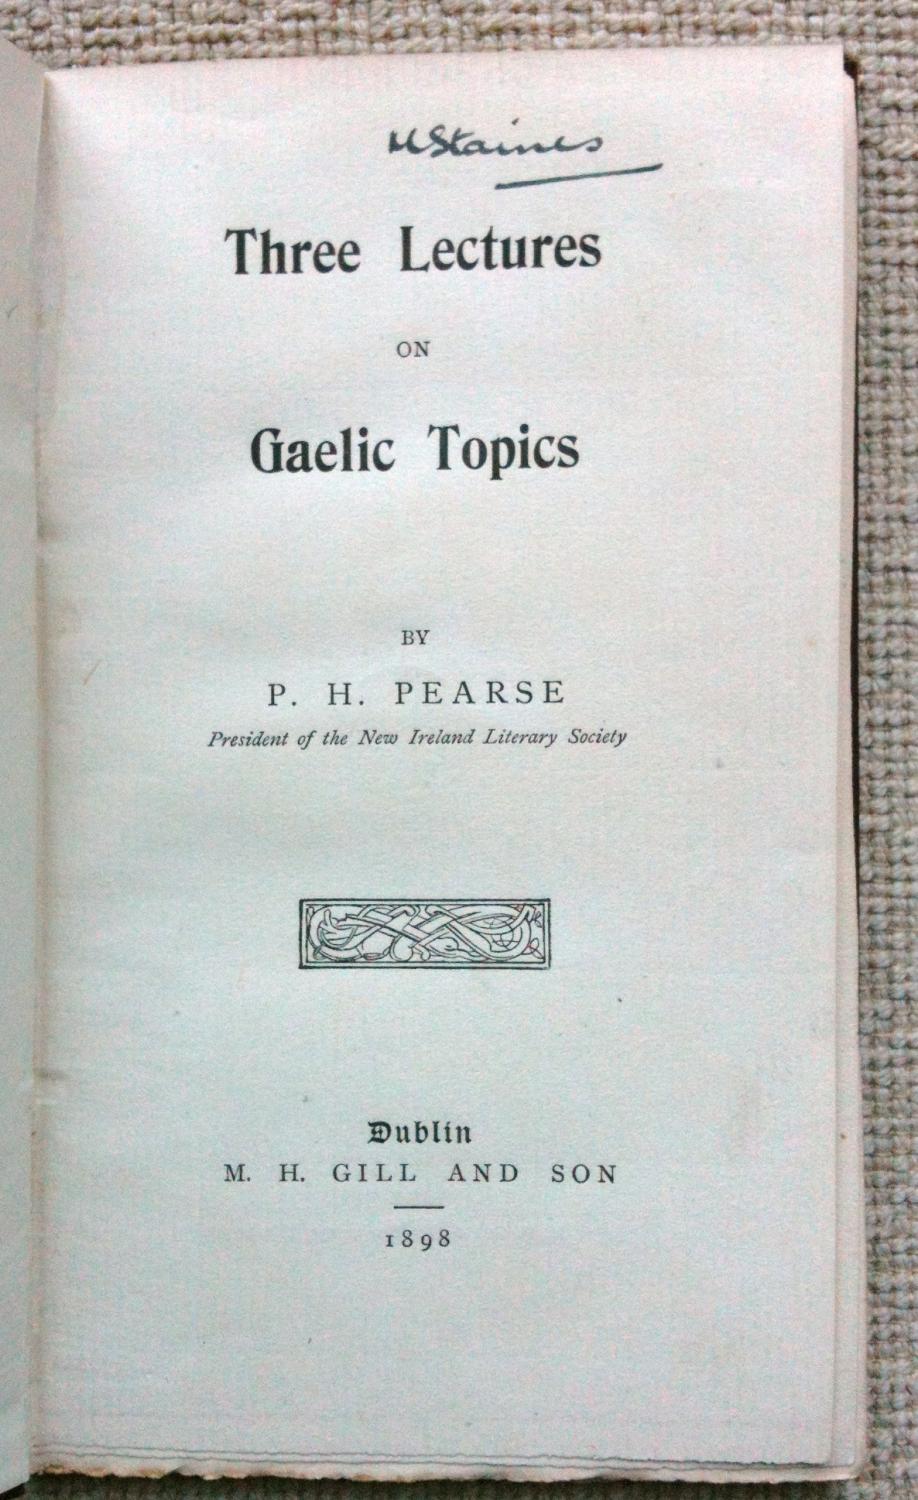 MStaines
Three Lectures
ON
Gaelic Topics
BY
P. H. PEARSE
President of the New Ireland Literary Society
Dublin
M. H. GILL AND SON
1898